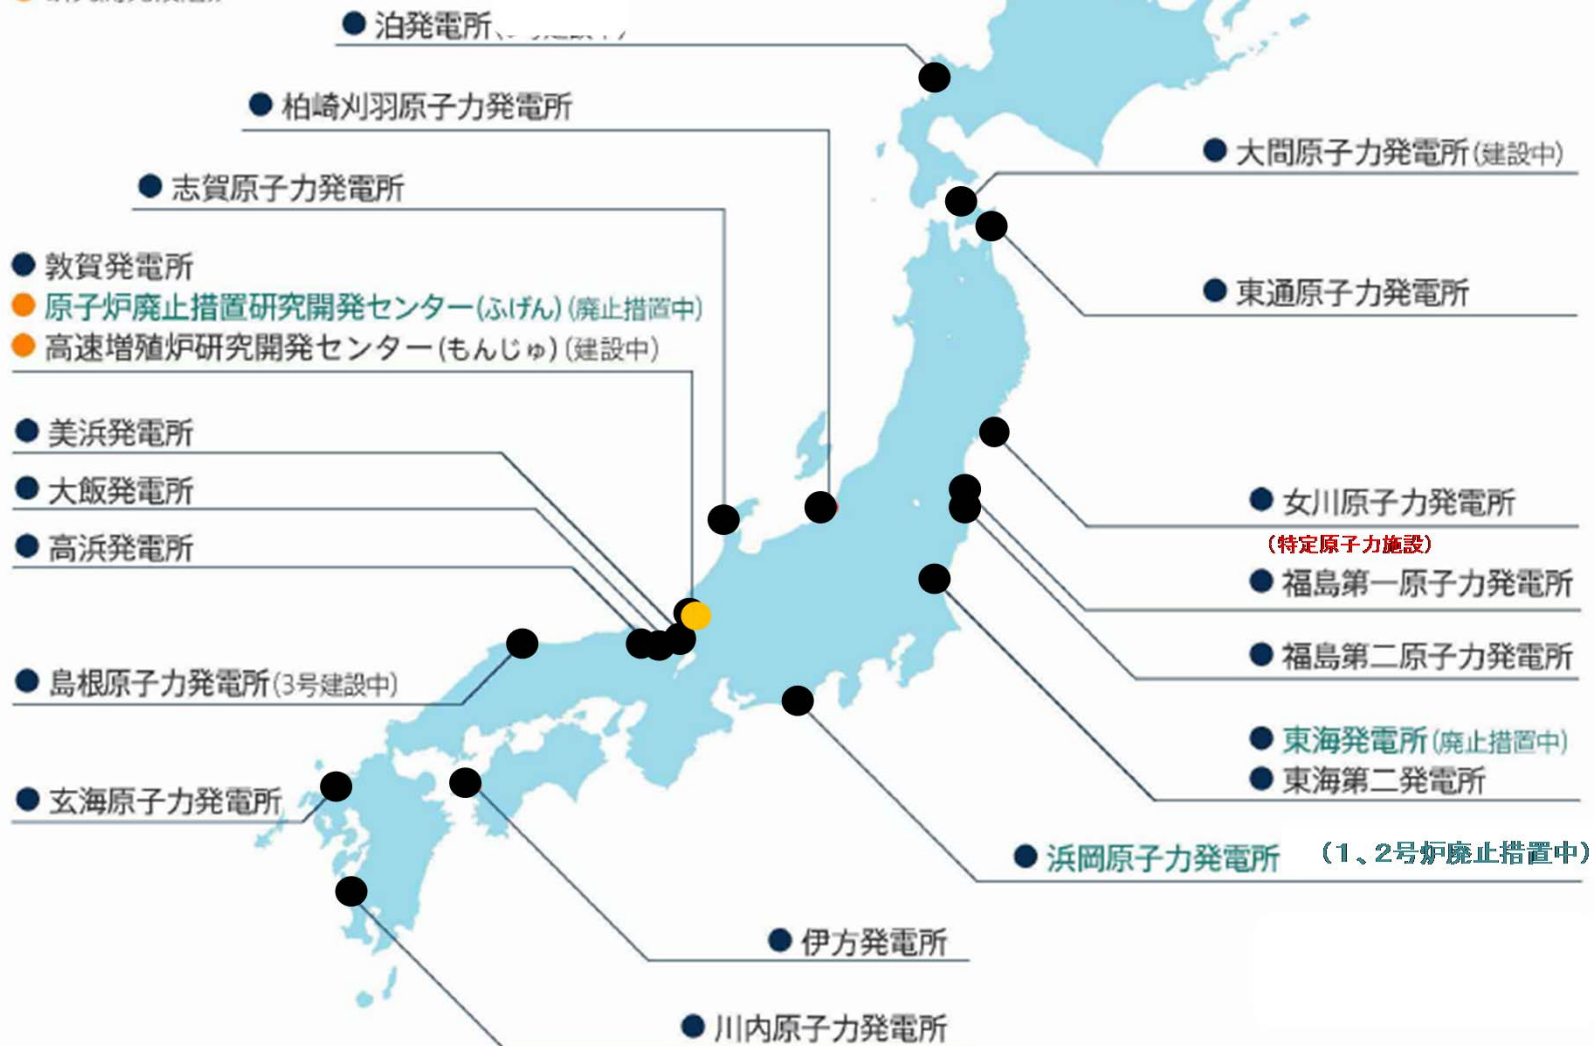 泊発電所
柏崎刈羽原子力発電所
志賀原子力発電所
敦賀発電所
原子炉廃止措置研究開発センター(ふげん)(廃止措置中)
高速増殖炉研究開発センター(もんじゅ)(建設中)
美浜発電所
大飯発電所
高浜発電所
島根原子力発電所(3号建設中)
玄海原子力発電所
大間原子力発電所(建設中)
東通原子力発電所
女川原子力発電所
(特定原子力施設)
福島第一原子力発電所
福島第二原子力発電所
東海発電所(廃止措置中)
東海第二発電所
浜岡原子力発電所 (1、2号炉廃止措置中)
伊方発電所
川内原子力発電所